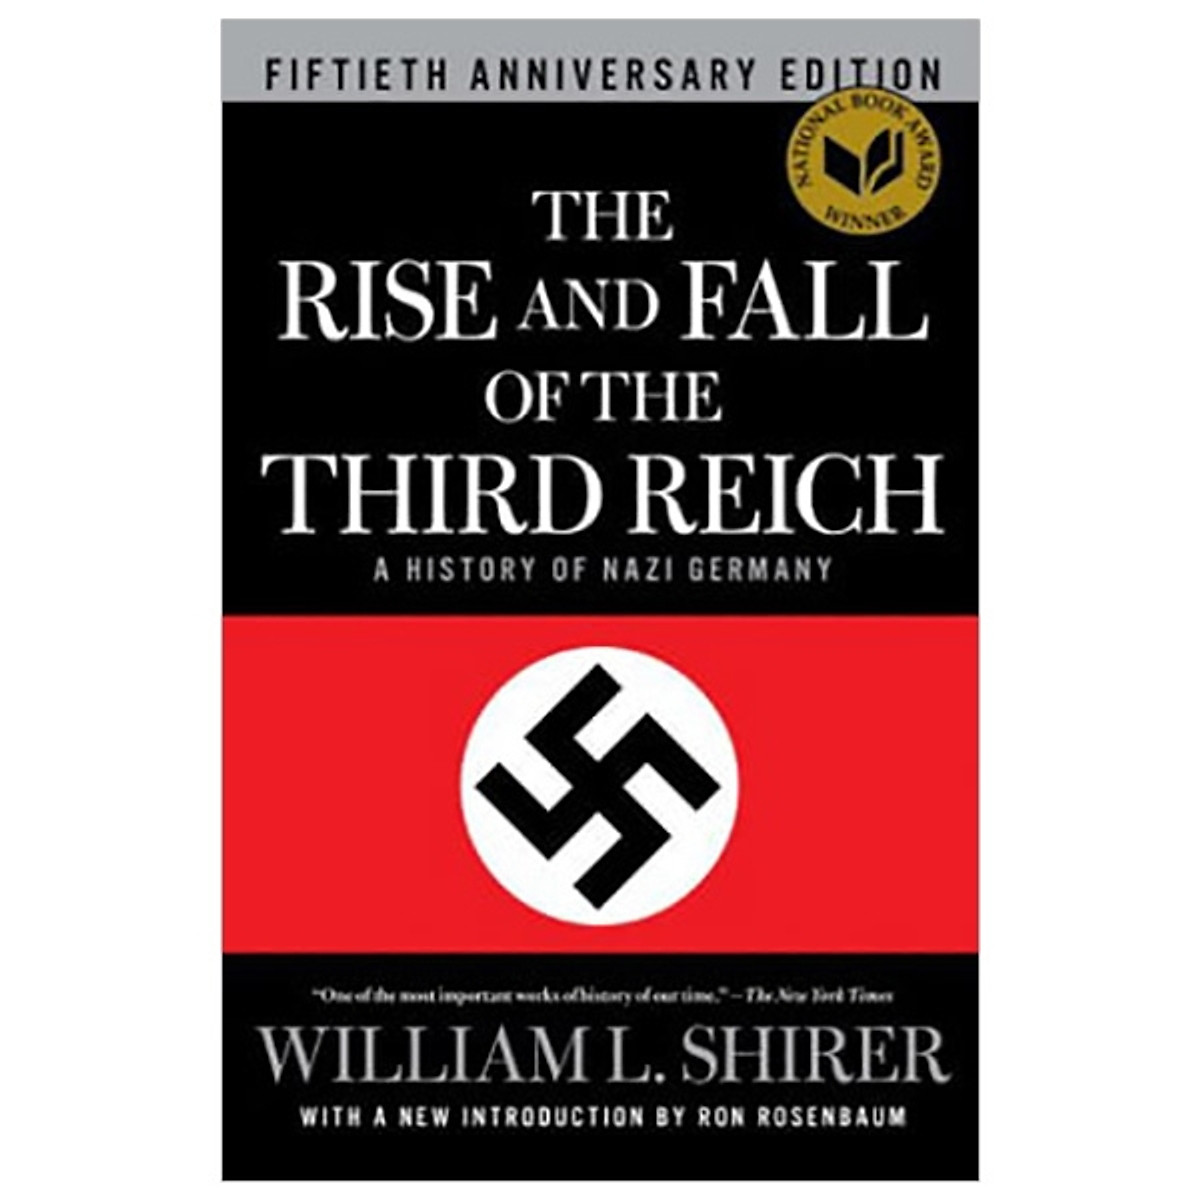 FIFTIETH ANNIVERSARY EDITION
NATIONAL BOOK AWARD
WINNER
THE
RISE AND FALL
OF THE
THIRD REICH
A HISTORY OF NAZI GERMANY
“One of the most important works of history of our time.” —The New York Times
WILLIAM L. SHIRER
WITH A NEW INTRODUCTION BY RON ROSENBAUM